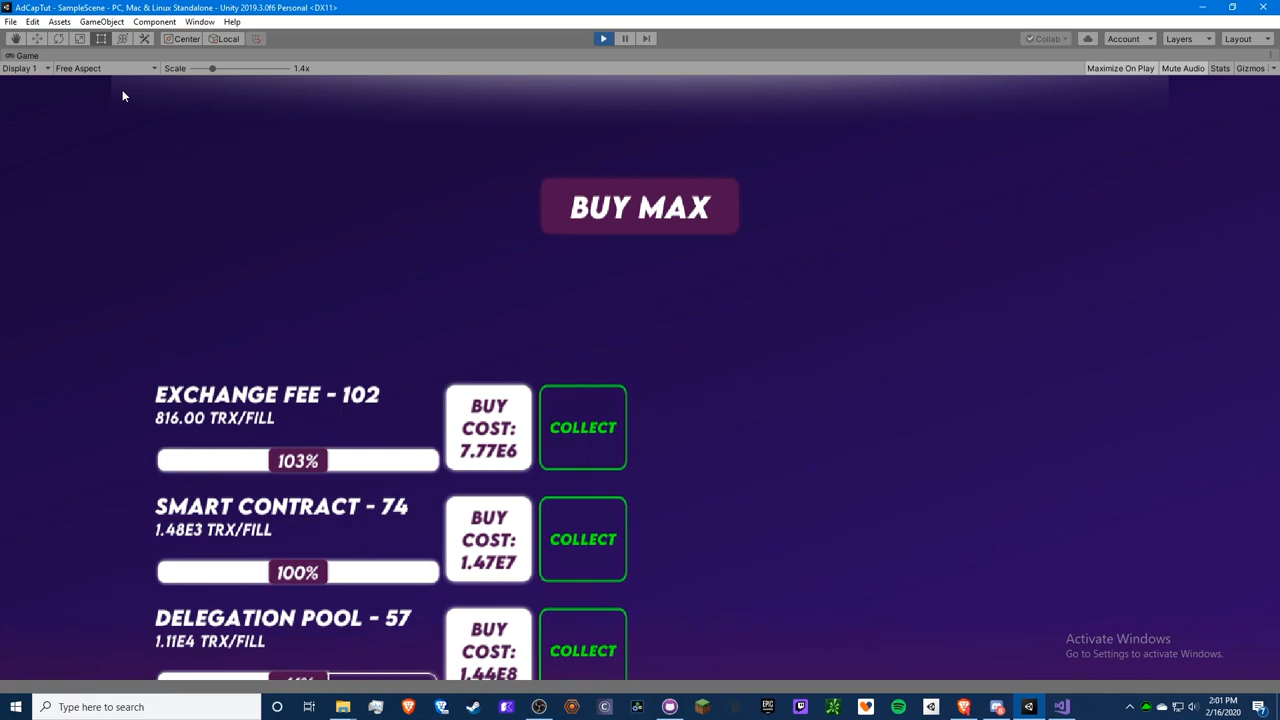 AdCapTut - SampleScene - PC, Mac & Linux Standalone - Unity 2019.3.0f6 Personal <DX11>
File Edit Assets GameObject Component Window Help
Center Local Collab Account Layers Layout
Game
Display 1 Free Aspect Scale 1.4x Maximize On Play Mute Audio Stats Gizmos
BUY MAX
EXCHANGE FEE - 102
816.00 TRX/FILL
103%
BUY
COST:
7.77E6
COLLECT
SMART CONTRACT - 74
1.48E3 TRX/FILL
100%
BUY
COST:
1.47E7
COLLECT
DELEGATION POOL - 57
1.11E4 TRX/FILL
BUY
COST:
1.44E8
COLLECT
Activate Windows
Go to Settings to activate Windows.
Type here to search
2:01 PM
2/16/2020